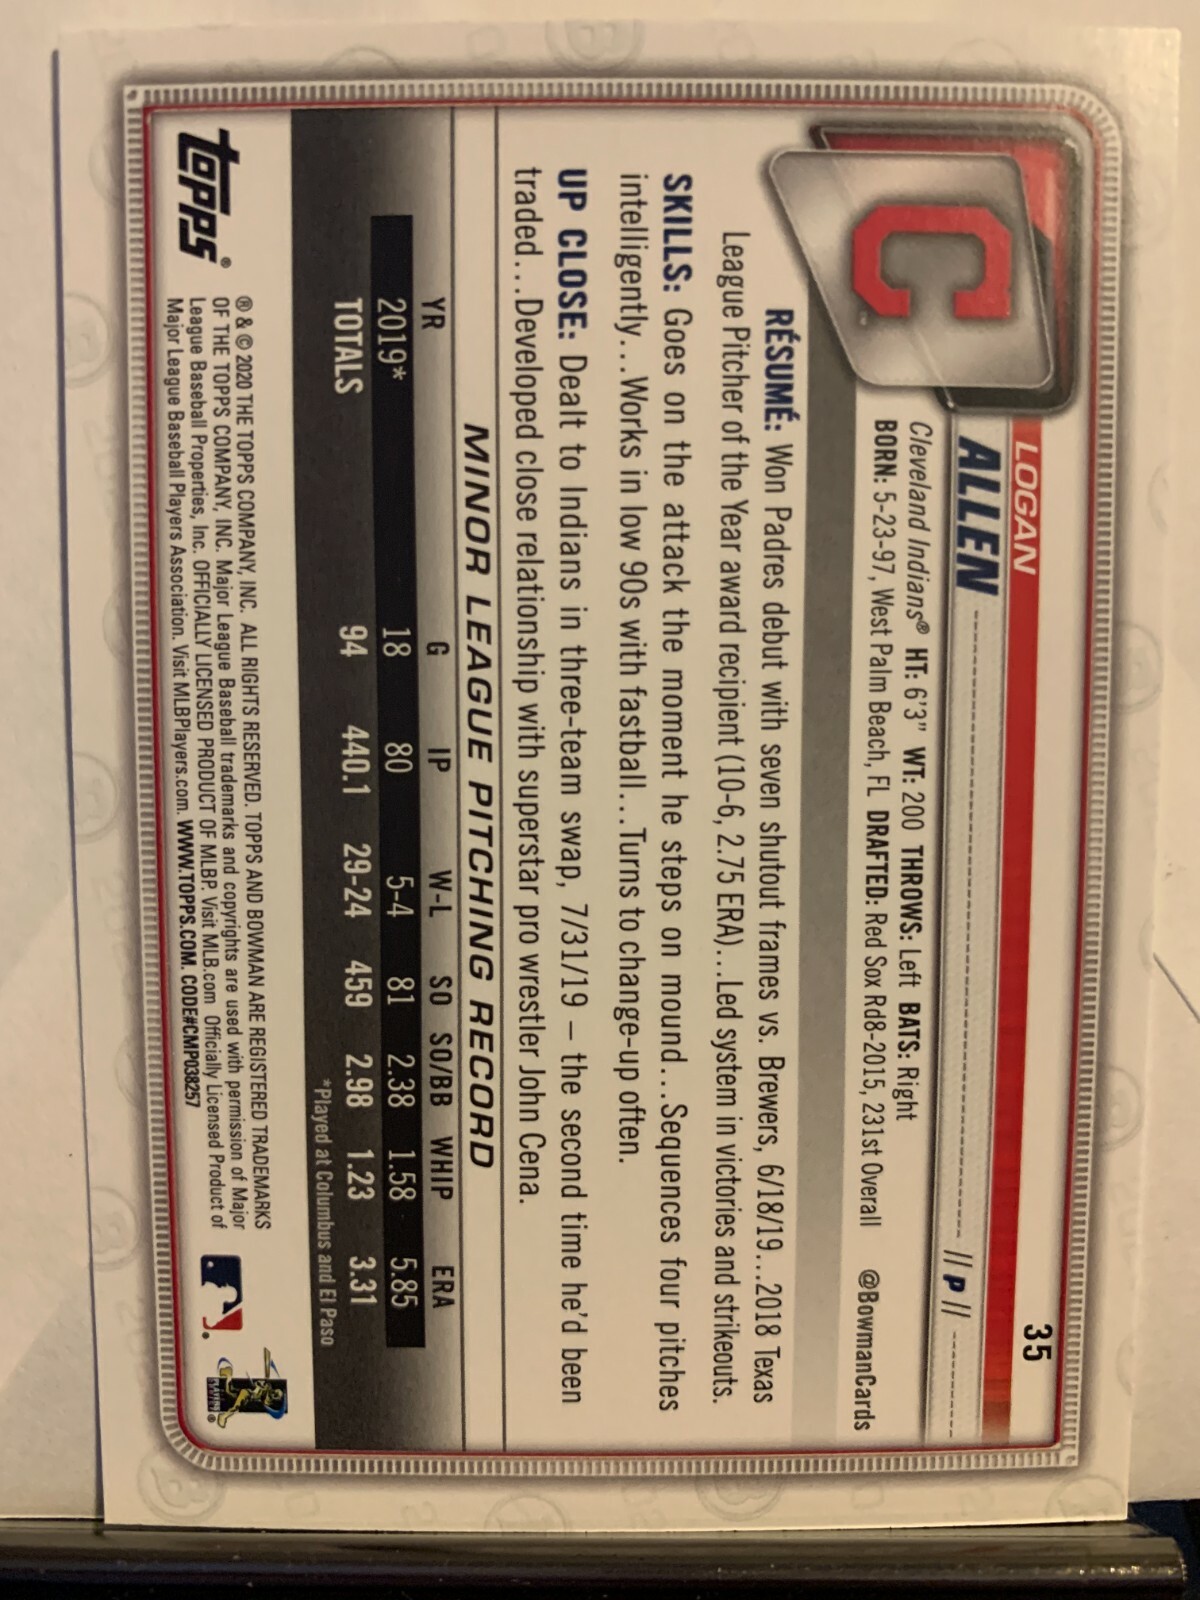 35
LOGAN
ALLEN
// P //
Cleveland Indians® HT: 6'3" WT: 200 THROWS: Left BATS: Right
BORN: 5-23-97, West Palm Beach, FL DRAFTED: Red Sox Rd8-2015, 231st Overall @BowmanCards
C
RÉSUMÉ: Won Padres debut with seven shutout frames vs. Brewers, 6/18/19...2018 Texas
League Pitcher of the Year award recipient (10-6, 2.75 ERA)...Led system in victories and strikeouts.
SKILLS: Goes on the attack the moment he steps on mound...Sequences four pitches
intelligently...Works in low 90s with fastball...Turns to change-up often.
UP CLOSE: Dealt to Indians in three-team swap, 7/31/19 – the second time he'd been
traded...Developed close relationship with superstar pro wrestler John Cena.
MINOR LEAGUE PITCHING RECORD
YR G IP W-L SO SO/BB WHIP ERA
2019* 18 80 5-4 81 2.38 1.58 5.85
TOTALS 94 440.1 29-24 459 2.98 1.23 3.31
*Played at Columbus and El Paso
topps®
® & © 2020 THE TOPPS COMPANY, INC. ALL RIGHTS RESERVED. TOPPS AND BOWMAN ARE REGISTERED TRADEMARKS
OF THE TOPPS COMPANY, INC. Major League Baseball trademarks and copyrights are used with permission of Major
League Baseball Properties, Inc. OFFICIALLY LICENSED PRODUCT OF MLBP. Visit MLB.com Officially Licensed Product of
Major League Baseball Players Association. Visit MLBPlayers.com. WWW.TOPPS.COM. CODE#CMP038257